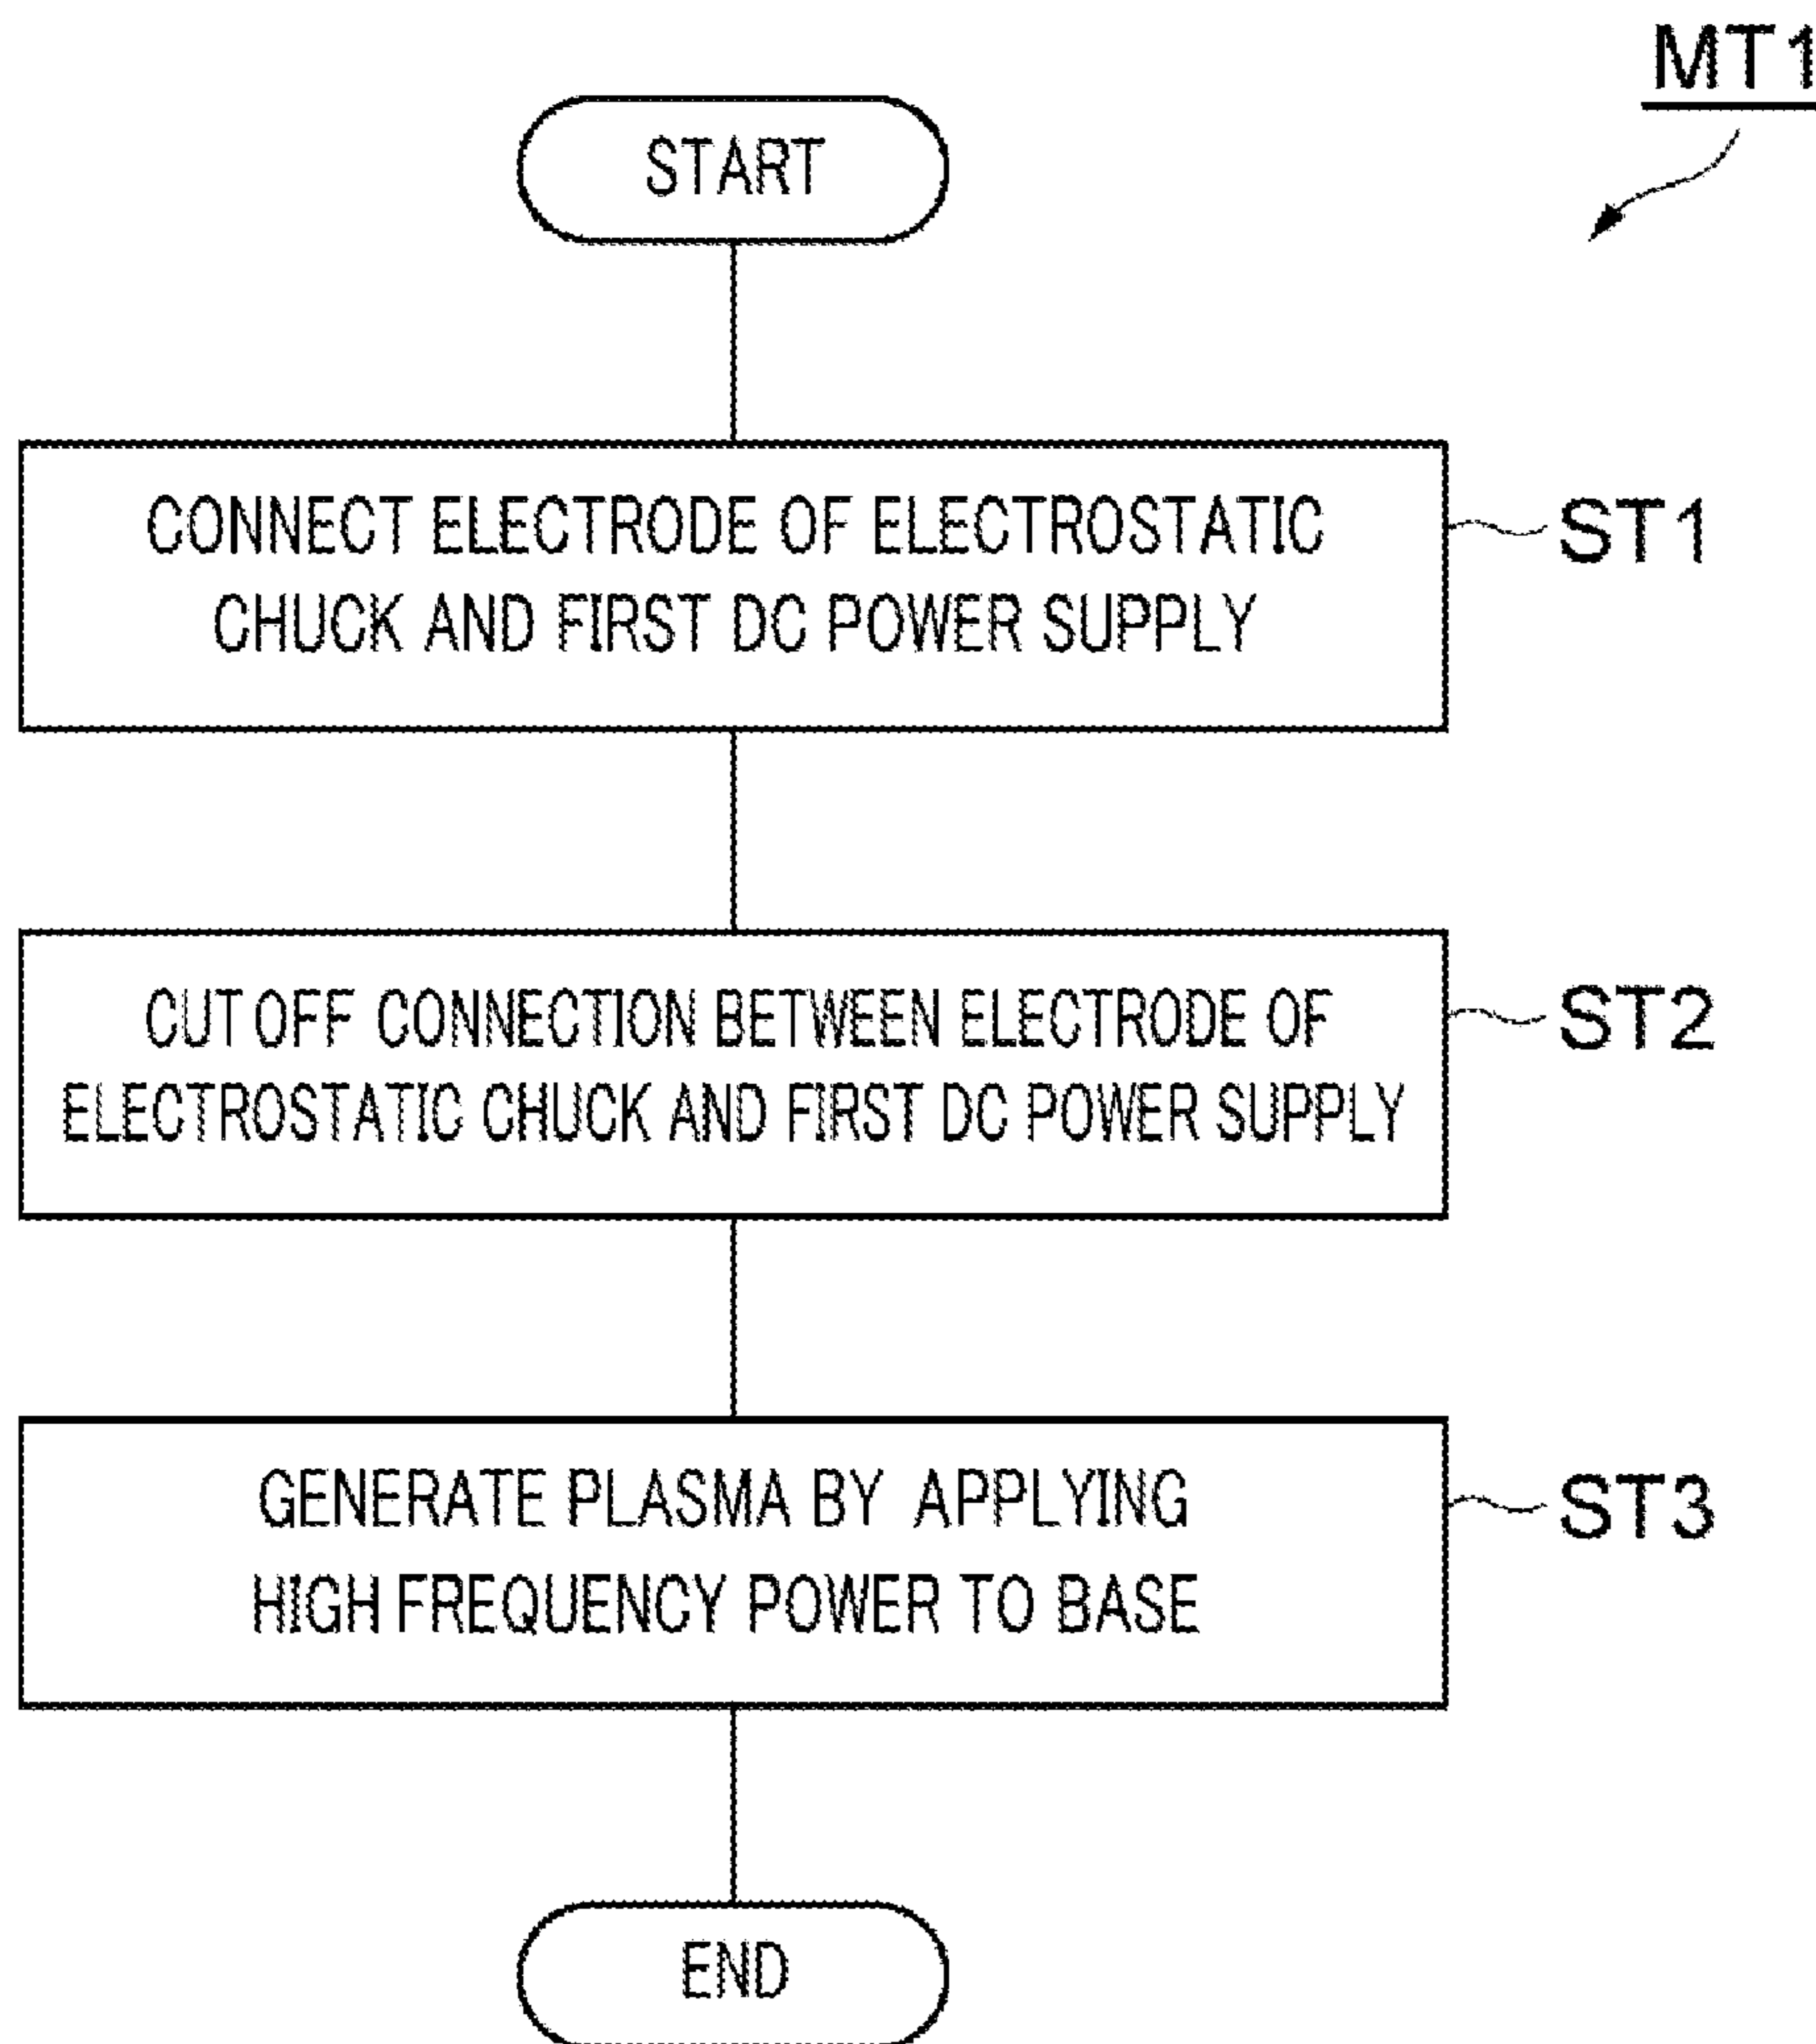 MT1
START
CONNECT ELECTRODE OF ELECTROSTATIC
CHUCK AND FIRST DC POWER SUPPLY
ST1
CUT OFF CONNECTION BETWEEN ELECTRODE OF
ELECTROSTATIC CHUCK AND FIRST DC POWER SUPPLY
ST2
GENERATE PLASMA BY APPLYING
HIGH FREQUENCY POWER TO BASE
ST3
END